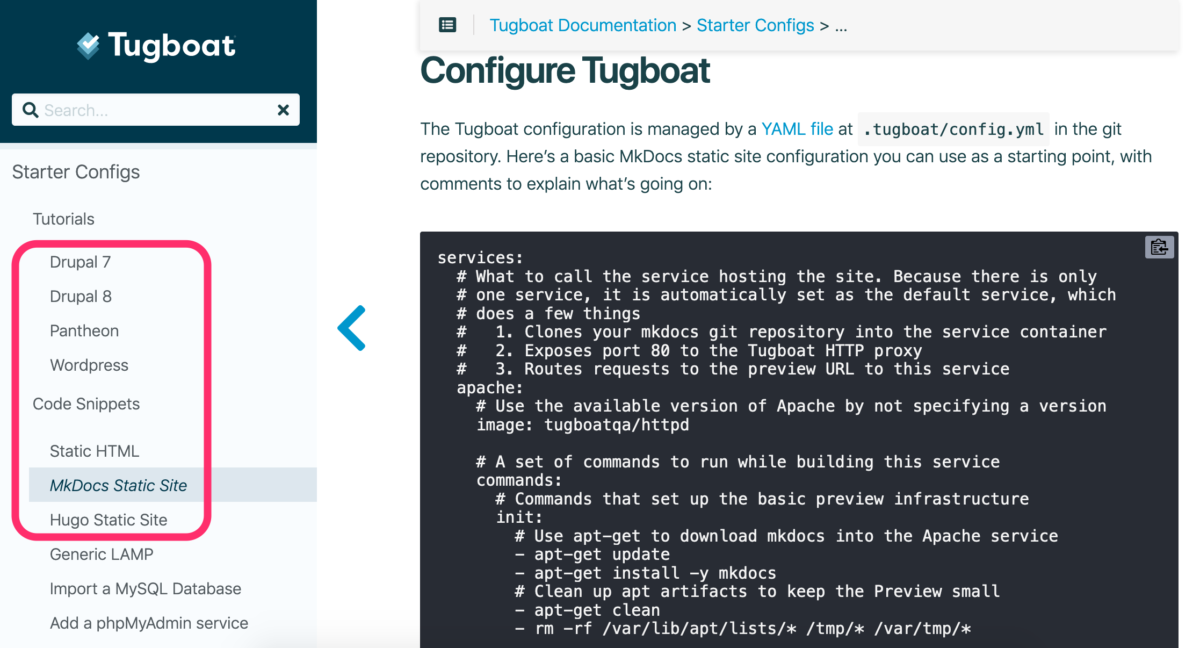 Tugboat
Search...
Starter Configs
Tutorials
Drupal 7
Drupal 8
Pantheon
Wordpress
Code Snippets
Static HTML
MkDocs Static Site
Hugo Static Site
Generic LAMP
Import a MySQL Database
Add a phpMyAdmin service
Tugboat Documentation > Starter Configs > ...
Configure Tugboat
The Tugboat configuration is managed by a YAML file at .tugboat/config.yml in the git
repository. Here’s a basic MkDocs static site configuration you can use as a starting point, with
comments to explain what’s going on:
services:
  # What to call the service hosting the site. Because there is only
  # one service, it is automatically set as the default service, which
  # does a few things
  #   1. Clones your mkdocs git repository into the service container
  #   2. Exposes port 80 to the Tugboat HTTP proxy
  #   3. Routes requests to the preview URL to this service
  apache:
    # Use the available version of Apache by not specifying a version
    image: tugboatqa/httpd
    # A set of commands to run while building this service
    commands:
      # Commands that set up the basic preview infrastructure
      init:
        # Use apt-get to download mkdocs into the Apache service
        - apt-get update
        - apt-get install -y mkdocs
        # Clean up apt artifacts to keep the Preview small
        - apt-get clean
        - rm -rf /var/lib/apt/lists/* /tmp/* /var/tmp/*